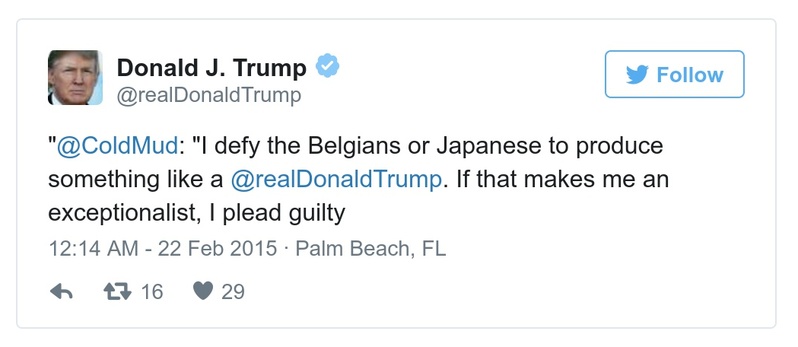 Donald J. Trump
@realDonaldTrump
Follow
"@ColdMud: "I defy the Belgians or Japanese to produce
something like a @realDonaldTrump. If that makes me an
exceptionalist, I plead guilty
12:14 AM - 22 Feb 2015 · Palm Beach, FL
16 29